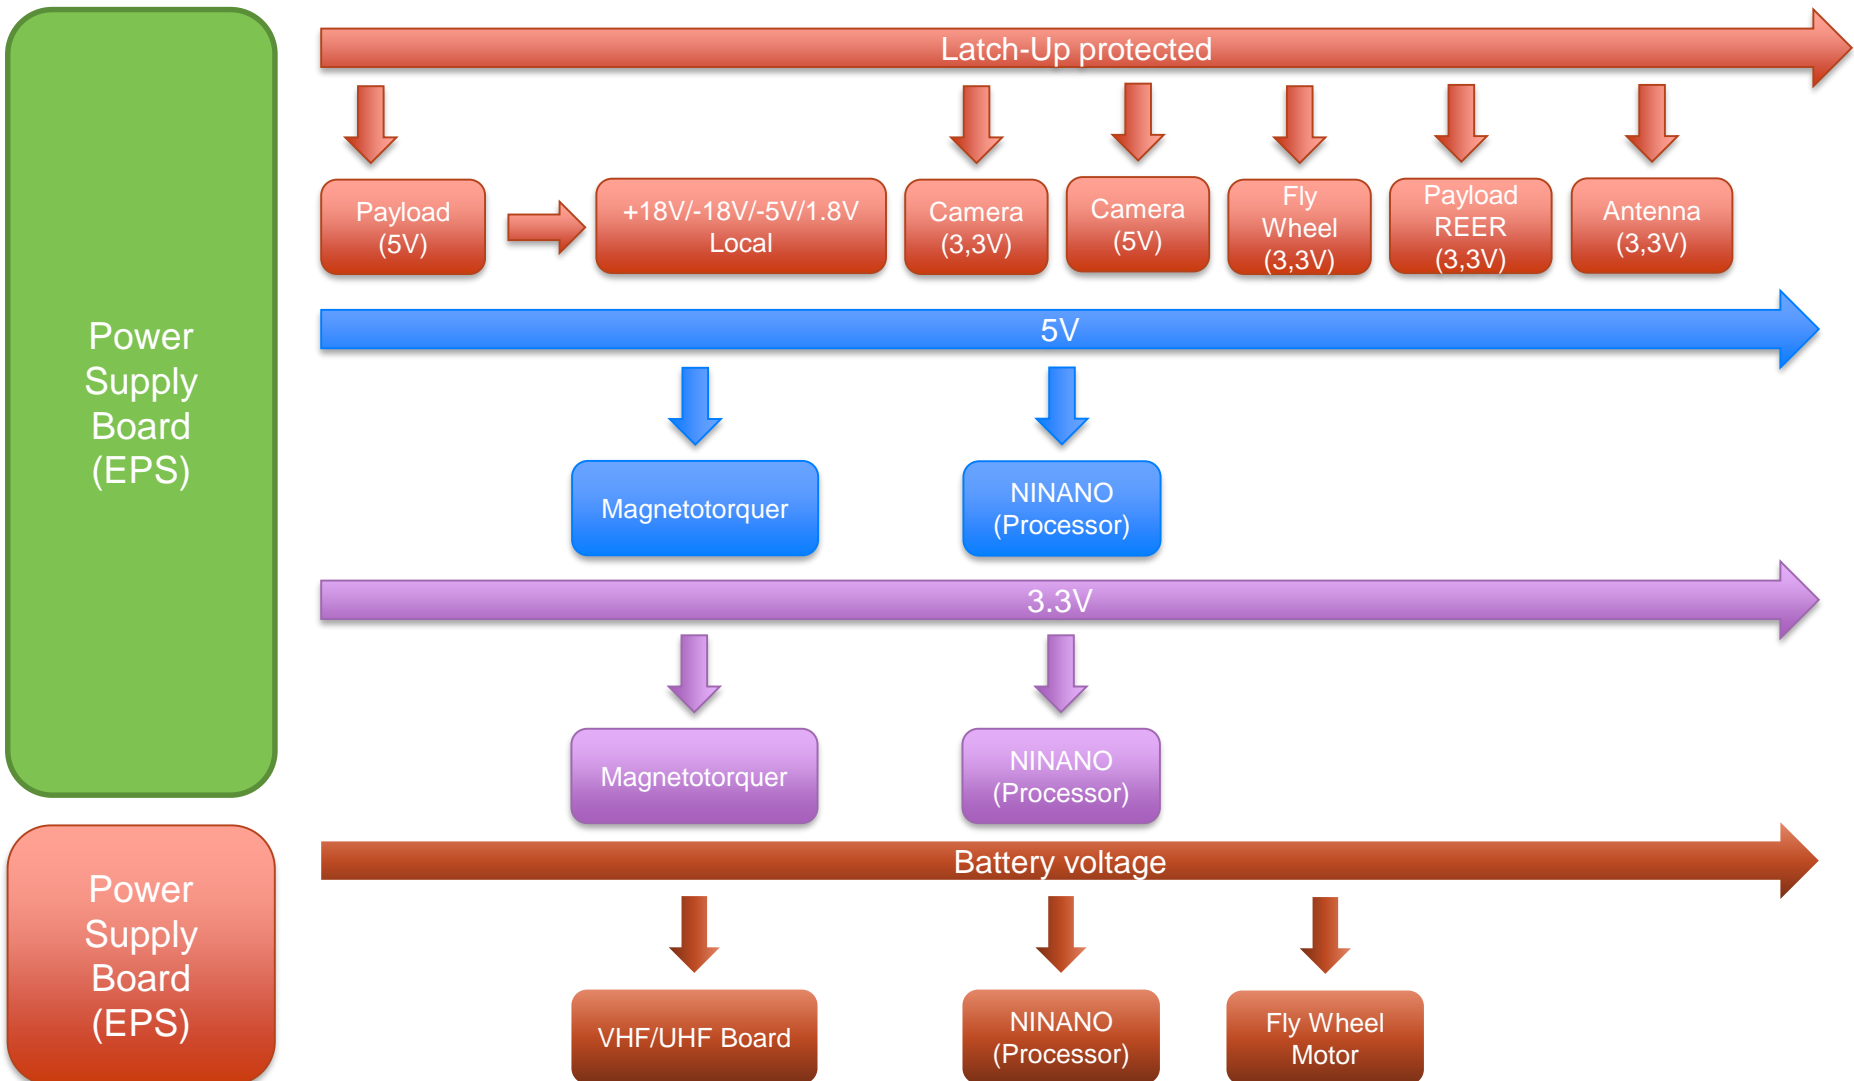 Latch-Up protected
Payload
(5V)
+18V/-18V/-5V/1.8V
Local
Camera
(3,3V)
Camera
(5V)
Fly
Wheel
(3,3V)
Payload
REER
(3,3V)
Antenna
(3,3V)
Power
Supply
Board
(EPS)
5V
Magnetotorquer
NINANO
(Processor)
3.3V
Magnetotorquer
NINANO
(Processor)
Power
Supply
Board
(EPS)
Battery voltage
VHF/UHF Board
NINANO
(Processor)
Fly Wheel
Motor